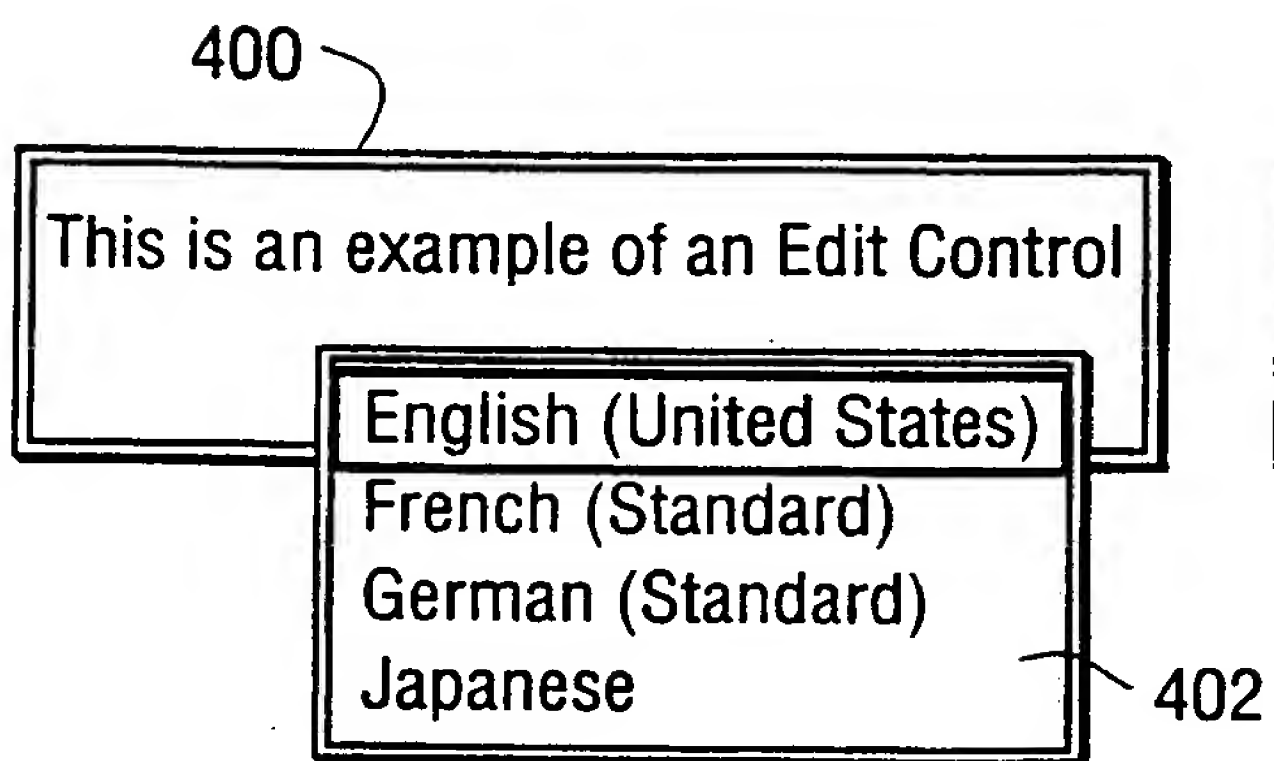 400
This is an example of an Edit Control
English (United States)
French (Standard)
German (Standard)
Japanese
402